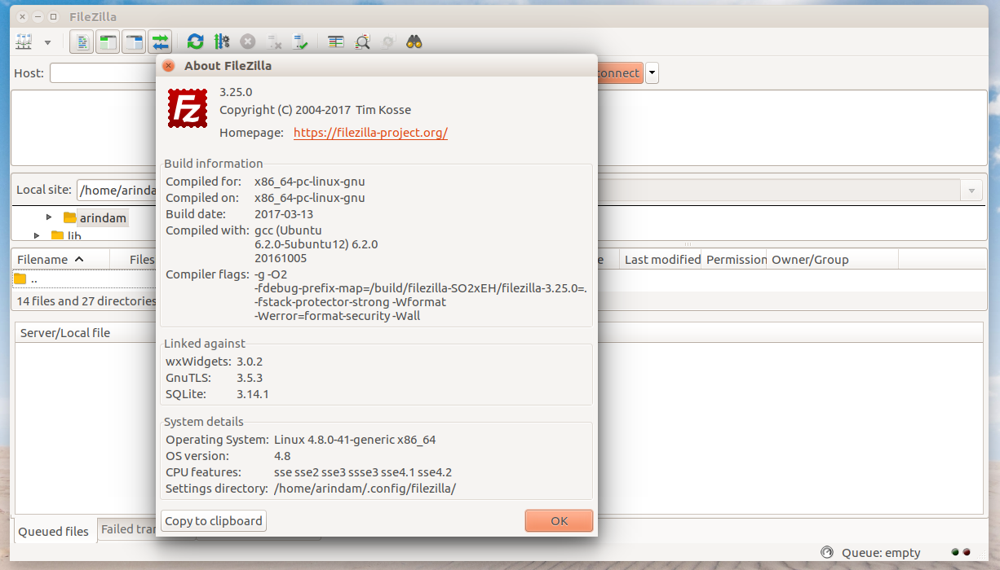 FileZilla
Host:
connect
About FileZilla
Fz
3.25.0
Copyright (C) 2004-2017 Tim Kosse
Homepage: https://filezilla-project.org/
Build information
Compiled for: x86_64-pc-linux-gnu
Compiled on: x86_64-pc-linux-gnu
Build date: 2017-03-13
Compiled with: gcc (Ubuntu
6.2.0-5ubuntu12) 6.2.0
20161005
Compiler flags: -g -O2
-fdebug-prefix-map=/build/filezilla-SO2xEH/filezilla-3.25.0=.
-fstack-protector-strong -Wformat
-Werror=format-security -Wall
Linked against
wxWidgets: 3.0.2
GnuTLS: 3.5.3
SQLite: 3.14.1
System details
Operating System: Linux 4.8.0-41-generic x86_64
OS version: 4.8
CPU features: sse sse2 sse3 ssse3 sse4.1 sse4.2
Settings directory: /home/arindam/.config/filezilla/
Copy to clipboard OK
Local site: /home/arinda
arindam
lib
Filename Files
e Last modified Permission Owner/Group
..
14 files and 27 directories
Server/Local file
Queued files Failed tran
Queue: empty